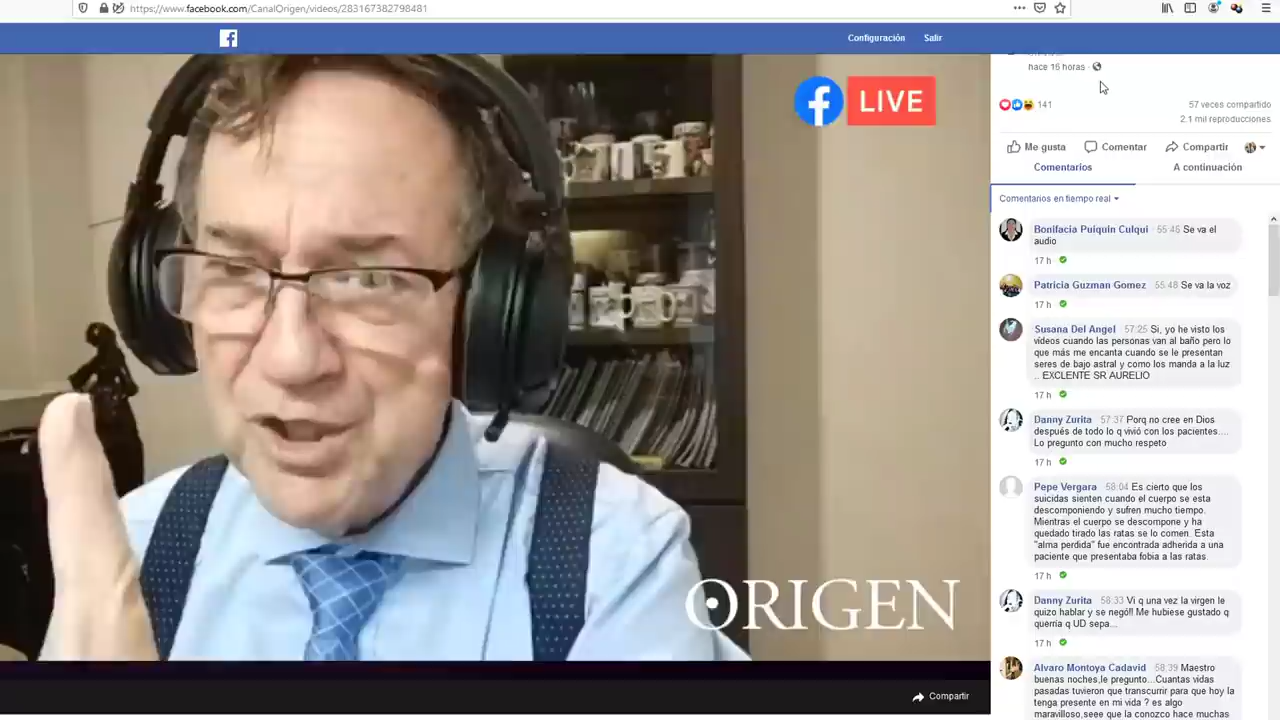 https://www.facebook.com/CanalOrigen/videos/283167382798481
Configuración
Salir
LIVE
ORIGEN
Compartir
hace 16 horas
141
57 veces compartido
2.1 mil reproducciones
Me gusta
Comentar
Compartir
Comentarios
A continuación
Comentarios en tiempo real
Bonifacia Puiquin Culqui · 55:45 Se va el
audio
17 h
Patricia Guzman Gomez 55:48 Se va la voz
17 h
Susana Del Angel 57:25 Si, yo he visto los
vídeos cuando las personas van al baño pero lo
que más me encanta cuando se le presentan
seres de bajo astral y como los manda a la luz
.. EXCLENTE SR AURELIO
17 h
Danny Zurita 57:37 Porq no cree en Dios
después de todo lo q vivió con los pacientes....
Lo pregunto con mucho respeto
17 h
Pepe Vergara 58:04 Es cierto que los
suicidas sienten cuando el cuerpo se esta
descomponiendo y sufren mucho tiempo.
Mientras el cuerpo se descompone y ha
quedado tirado las ratas se lo comen. Esta
"alma perdida" fue encontrada adherida a una
paciente que presentaba fobia a las ratas
17 h
Danny Zurita 58:33 Vi q una vez la virgen le
quizo hablar y se negó!! Me hubiese gustado q
querría q UD sepa...
17 h
Alvaro Montoya Cadavid 58:39 Maestro
buenas noches,le pregunto...Cuantas vidas
pasadas tuvieron que transcurrir para que hoy la
tenga presente en mi vida ? es algo
maravilloso,seee que la conozco hace muchas